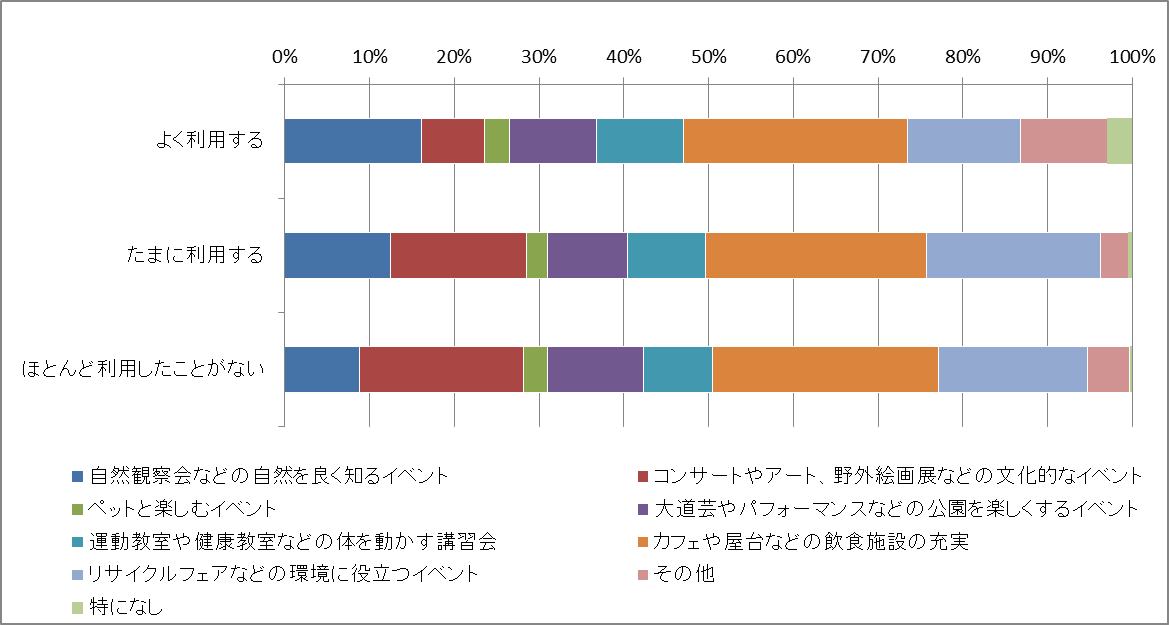 0% 10% 20% 30% 40% 50% 60% 70% 80% 90% 100%
よく利用する
たまに利用する
ほとんど利用したことがない
自然観察会などの自然を良く知るイベント
コンサートやアート、野外絵画展などの文化的なイベント
ペットと楽しむイベント
大道芸やパフォーマンスなどの公園を楽しくするイベント
運動教室や健康教室などの体を動かす講習会
カフェや屋台などの飲食施設の充実
リサイクルフェアなどの環境に役立つイベント
その他
特になし